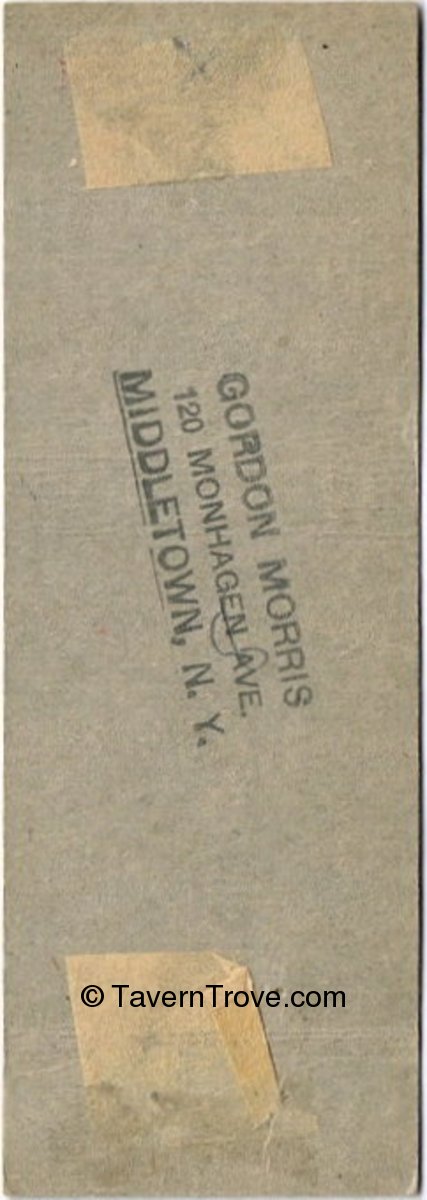 GORDON MORRIS
120 MONHAGEN AVE.
MIDDLETOWN, N. Y.
© TavernTrove.com